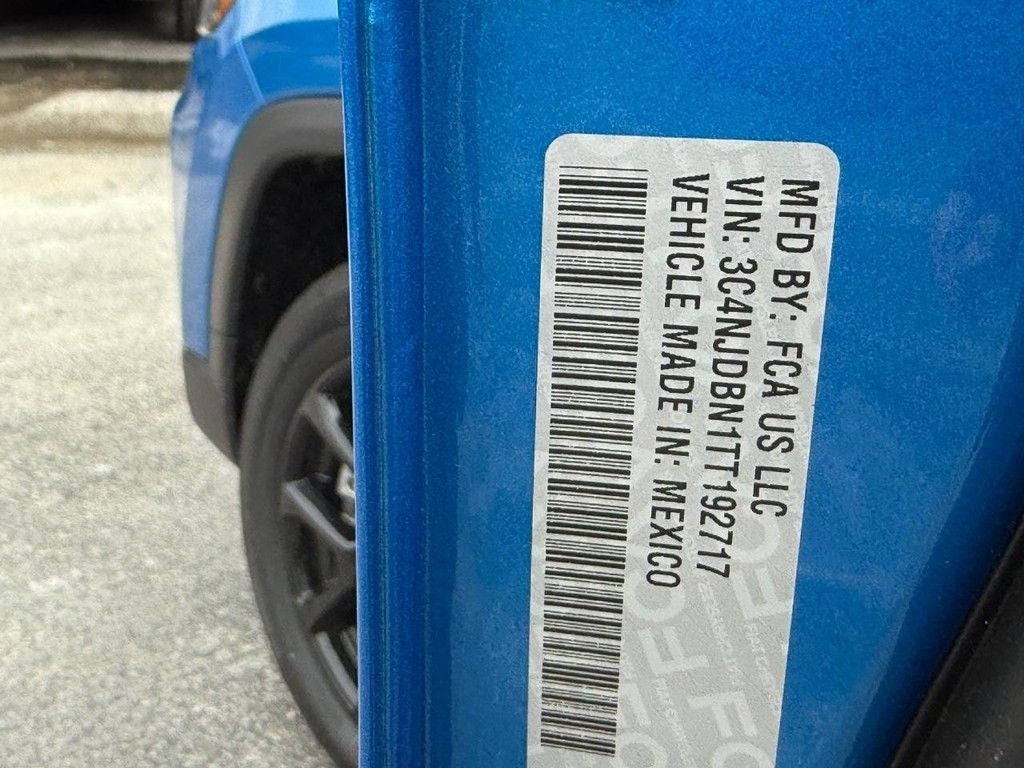 MFD BY: FCA US LLC
VIN: 3C4NJDBN1TT192717
VEHICLE MADE IN: MEXICO